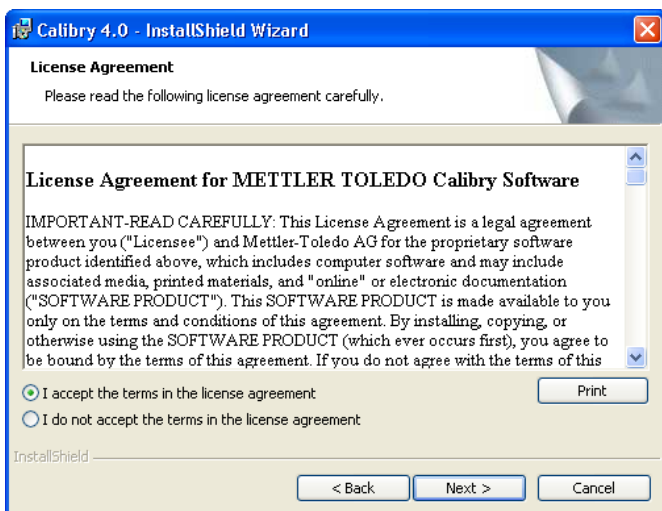 Calibry 4.0 - InstallShield Wizard
License Agreement
Please read the following license agreement carefully.
License Agreement for METTLER TOLEDO Calibry Software
IMPORTANT-READ CAREFULLY: This License Agreement is a legal agreement
between you ("Licensee") and Mettler-Toledo AG for the proprietary software
product identified above, which includes computer software and may include
associated media, printed materials, and "online" or electronic documentation
("SOFTWARE PRODUCT"). This SOFTWARE PRODUCT is made available to you
only on the terms and conditions of this agreement. By installing, copying, or
otherwise using the SOFTWARE PRODUCT (which ever occurs first), you agree to
be bound by the terms of this agreement. If you do not agree with the terms of this
I accept the terms in the license agreement
Print
I do not accept the terms in the license agreement
InstallShield
< Back
Next >
Cancel